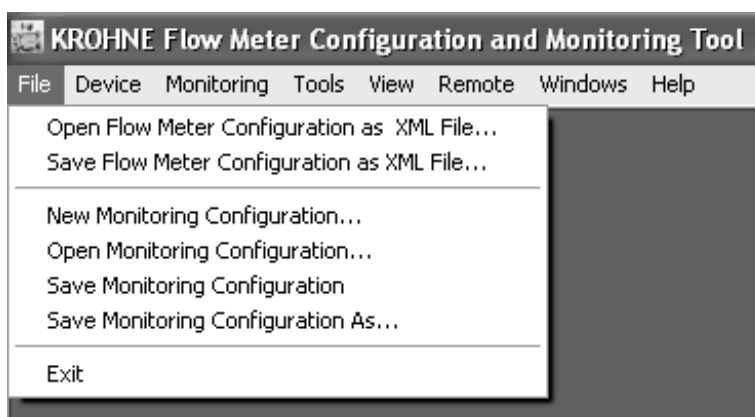 KROHNE Flow Meter Configuration and Monitoring Tool
File Device Monitoring Tools View Remote Windows Help
Open Flow Meter Configuration as XML File...
Save Flow Meter Configuration as XML File...
New Monitoring Configuration...
Open Monitoring Configuration...
Save Monitoring Configuration
Save Monitoring Configuration As...
Exit